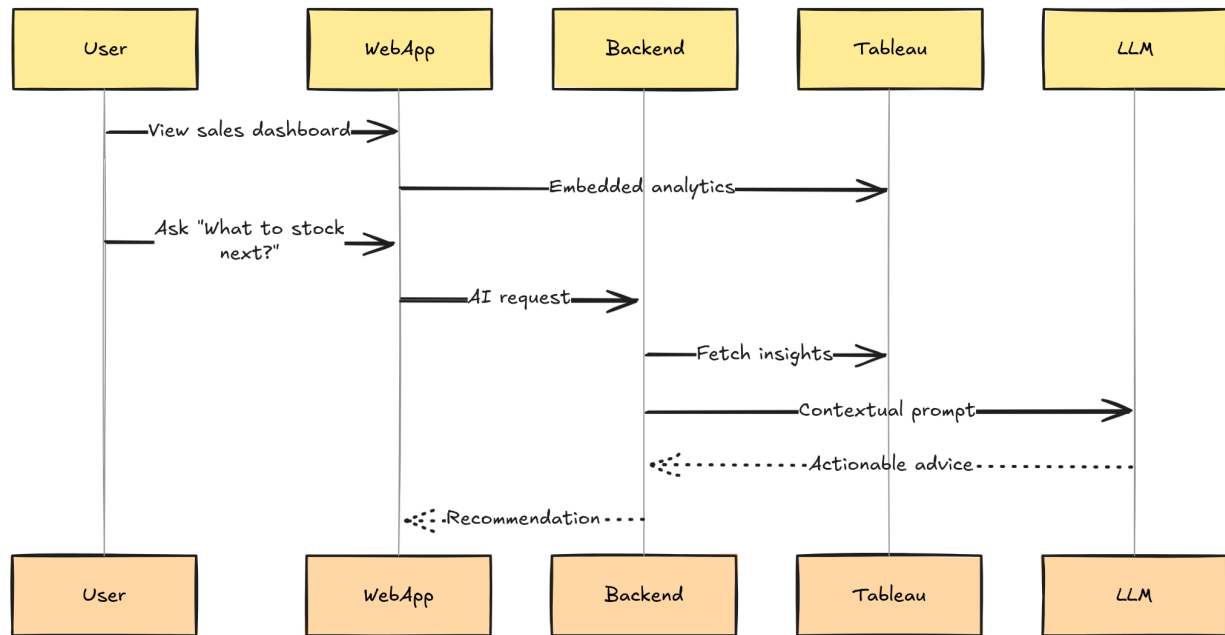 User
WebApp
Backend
Tableau
LLM
View sales dashboard
Embedded analytics
Ask "What to stock
next?"
AI request
Fetch insights
Contextual prompt
Actionable advice
Recommendation
User
WebApp
Backend
Tableau
LLM